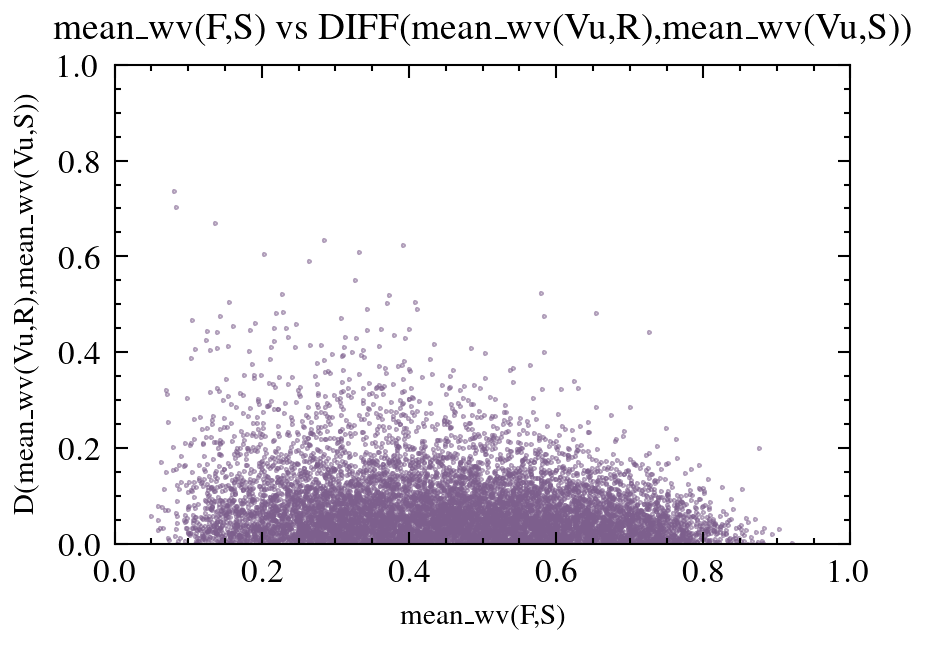 mean_wv(F,S) vs DIFF(mean_wv(Vu,R),mean_wv(Vu,S))
D(mean_wv(Vu,R),mean_wv(Vu,S))
1.0
0.8
0.6
0.4
0.2
0.0
0.0 0.2 0.4 0.6 0.8 1.0
mean_wv(F,S)